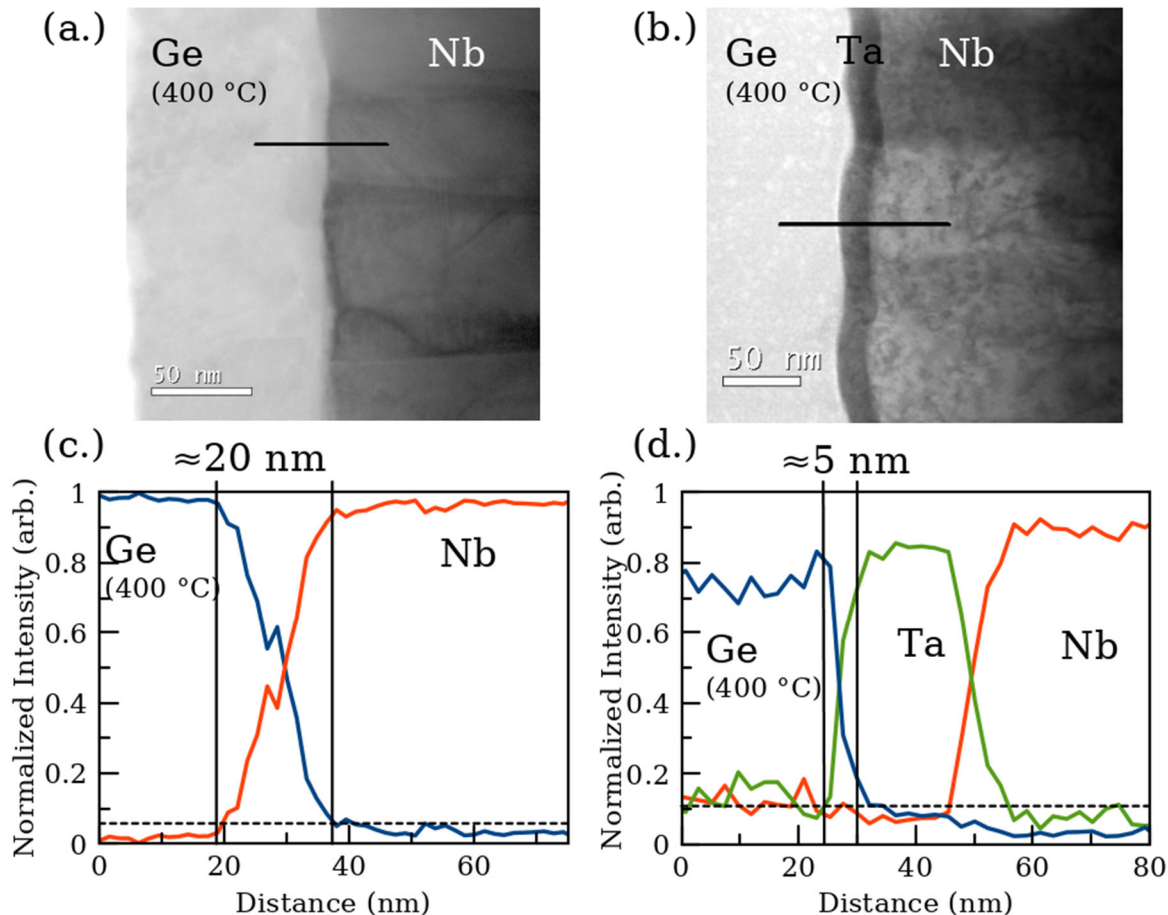 (a.)
Ge
(400 °C)
Nb
50 nm
(b.)
Ge
(400 °C)
Ta
Nb
50 nm
(c.)
≈20 nm
Normalized Intensity (arb.)
1
0.8
0.6
0.4
0.2
0
Ge
(400 °C)
Nb
0
20
40
60
Distance (nm)
(d.)
≈5 nm
Normalized Intensity (arb.)
1
0.8
0.6
0.4
0.2
0
Ge
(400 °C)
Ta
Nb
0
20
40
60
80
Distance (nm)